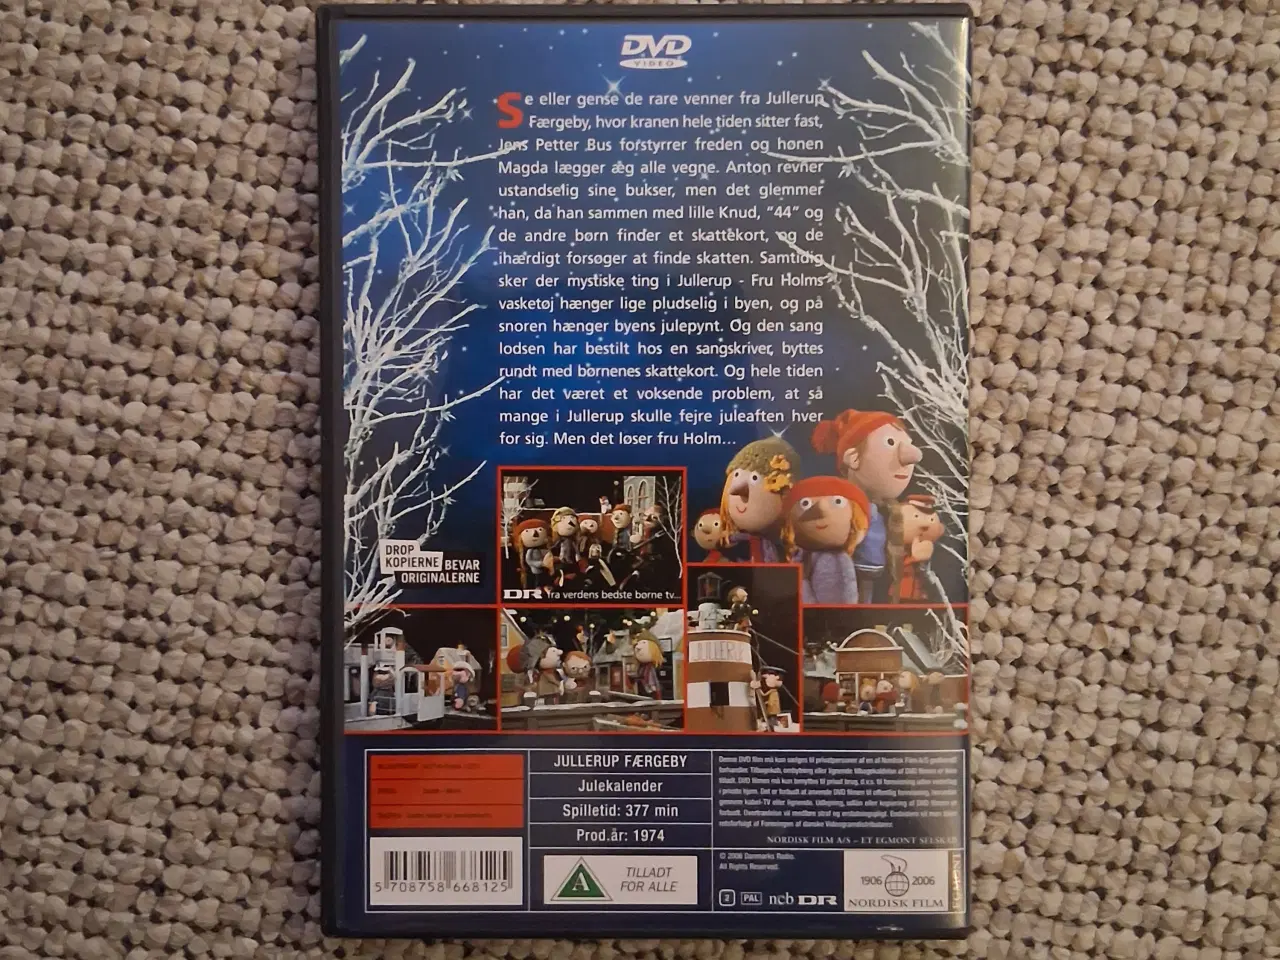 DVD
VIDEO
Se eller gense de rare venner fra Jullerup
Færgeby, hvor kranen hele tiden sitter fast,
Jens Petter Bus forstyrrer freden og hønen
Magda lægger æg alle vegne. Anton revner
ustandselig sine bukser, men det glemmer
han, da han sammen med lille Knud, "44" og
de andre børn finder et skattekort, og de
ihærdigt forsøger at finde skatten. Samtidig
sker der mystiske ting i Jullerup - Fru Holms
vasketøj hænger lige pludselig i byen, og på
snoren hænger byens julepynt. Og den sang
lodsen har bestilt hos en sangskriver, byttes
rundt med børnenes skattekort. Og hele tiden
har det været et voksende problem, at så
mange i Jullerup skulle fejre juleaften hver
for sig. Men det løser fru Holm...
DROP
KOPIERNE BEVAR
ORIGINALERNE
DR fra verdens bedste børne tv...
JULLERUP
JULLERUP FÆRGEBY
Julekalender
Spilletid: 377 min
Prod.år: 1974
NORDISK FILM A/S – ET EGMONT SELSKAB
5 708758 668125
A
TILLADT
FOR ALLE
© 2006 Danmarks Radio.
All Rights Reserved.
2 PAL ncb DR
1906 2006
NORDISK FILM